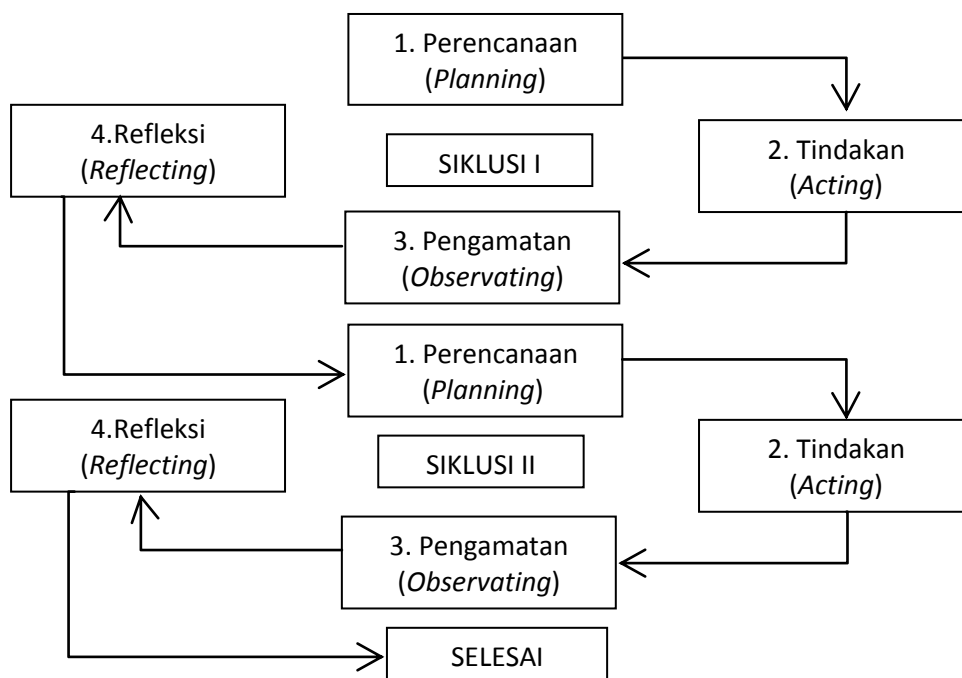 1. Perencanaan
(Planning)
4.Refleksi
(Reflecting)
SIKLUSI I
2. Tindakan
(Acting)
3. Pengamatan
(Observating)
1. Perencanaan
(Planning)
4.Refleksi
(Reflecting)
SIKLUSI II
2. Tindakan
(Acting)
3. Pengamatan
(Observating)
SELESAI